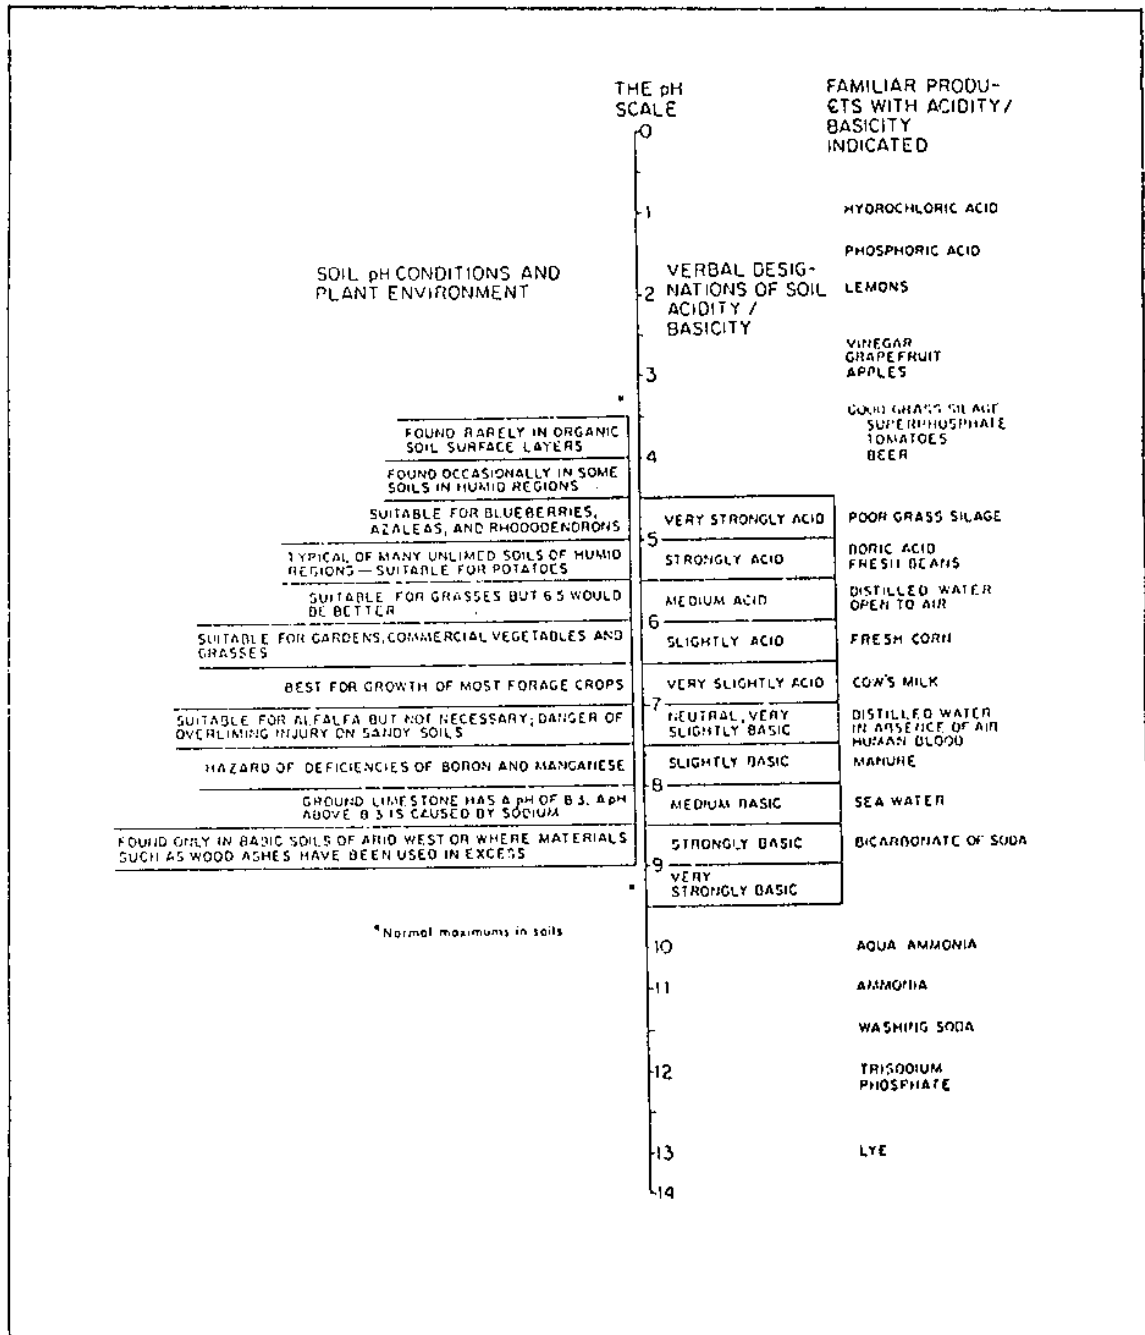 THE pH
SCALE
FAMILIAR PRODU-
CTS WITH ACIDITY/
BASICITY
INDICATED
0
1
HYDROCHLORIC ACID
PHOSPHORIC ACID
SOIL pH CONDITIONS AND
PLANT ENVIRONMENT
VERBAL DESIG-
NATIONS OF SOIL
ACIDITY /
BASICITY
2
LEMONS
VINEGAR
GRAPEFRUIT
APPLES
3
*
GOOD GRASS SILAGE
SUPERPHOSPHATE
TOMATOES
BEER
FOUND RARELY IN ORGANIC
SOIL SURFACE LAYERS
4
FOUND OCCASIONALLY IN SOME
SOILS IN HUMID REGIONS
SUITABLE FOR BLUEBERRIES,
AZALEAS, AND RHODODENDRONS
VERY STRONGLY ACID
POOR GRASS SILAGE
5
TYPICAL OF MANY UNLIMED SOILS OF HUMID
REGIONS — SUITABLE FOR POTATOES
STRONGLY ACID
BORIC ACID
FRESH BEANS
SUITABLE FOR GRASSES BUT 6.5 WOULD
BE BETTER
MEDIUM ACID
DISTILLED WATER
OPEN TO AIR
6
SUITABLE FOR GARDENS, COMMERCIAL VEGETABLES AND
GRASSES
SLIGHTLY ACID
FRESH CORN
BEST FOR GROWTH OF MOST FORAGE CROPS
VERY SLIGHTLY ACID
COW'S MILK
7
SUITABLE FOR ALFALFA BUT NOT NECESSARY; DANGER OF
OVERLIMING INJURY ON SANDY SOILS
NEUTRAL, VERY
SLIGHTLY BASIC
DISTILLED WATER
IN ABSENCE OF AIR
HUMAN BLOOD
HAZARD OF DEFICIENCIES OF BORON AND MANGANESE
SLIGHTLY BASIC
MANURE
8
GROUND LIMESTONE HAS A pH OF 8.3. A pH
ABOVE 8.3 IS CAUSED BY SODIUM
MEDIUM BASIC
SEA WATER
FOUND ONLY IN BASIC SOILS OF ARID WEST OR WHERE MATERIALS
SUCH AS WOOD ASHES HAVE BEEN USED IN EXCESS
STRONGLY BASIC
BICARBONATE OF SODA
9
*
VERY
STRONGLY BASIC
*Normal maximums in soils
10
AQUA AMMONIA
11
AMMONIA
WASHING SODA
12
TRISODIUM
PHOSPHATE
13
LYE
14